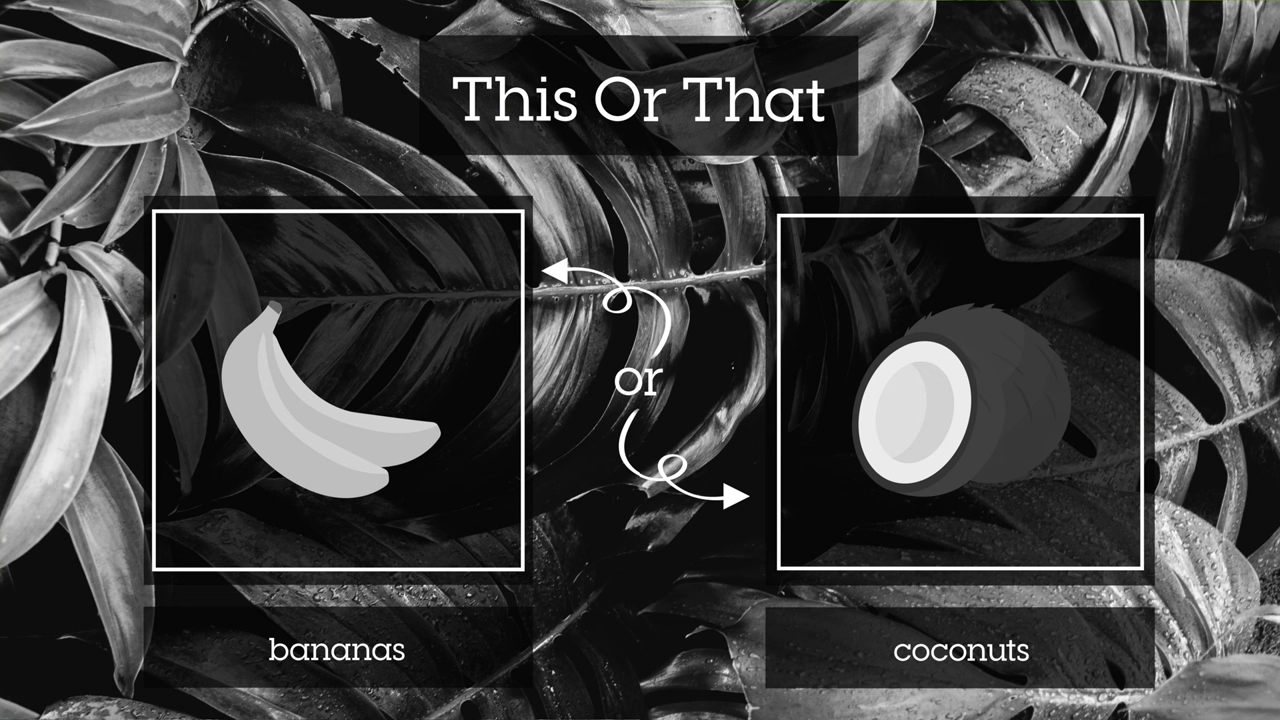 This Or That
or
bananas
coconuts